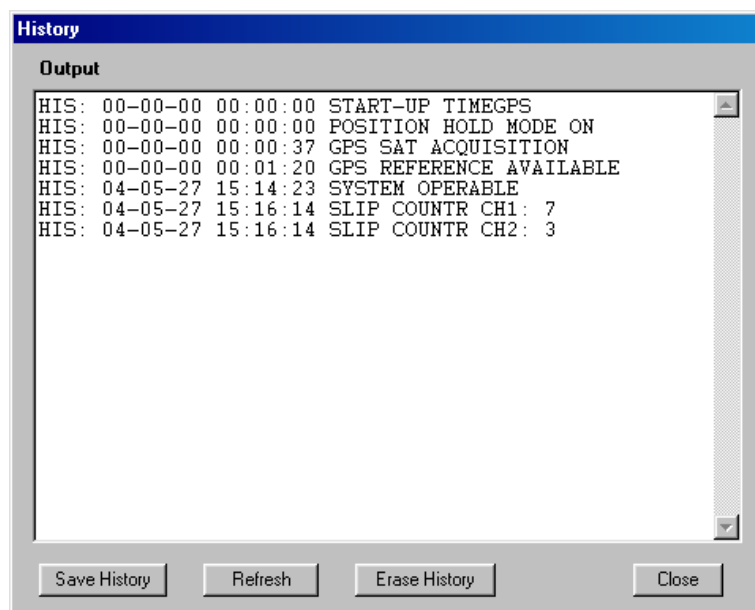 History
Output
HIS: 00-00-00 00:00:00 START-UP TIMEGPS
HIS: 00-00-00 00:00:00 POSITION HOLD MODE ON
HIS: 00-00-00 00:00:37 GPS SAT ACQUISITION
HIS: 00-00-00 00:01:20 GPS REFERENCE AVAILABLE
HIS: 04-05-27 15:14:23 SYSTEM OPERABLE
HIS: 04-05-27 15:16:14 SLIP COUNTR CH1: 7
HIS: 04-05-27 15:16:14 SLIP COUNTR CH2: 3
Save History Refresh Erase History Close